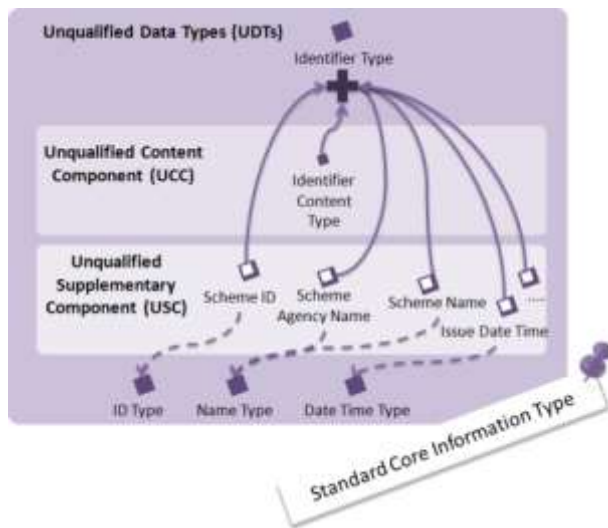 Unqualified Data Types (UDTs)
Identifier Type
Unqualified Content
Component (UCC)
Identifier
Content
Type
Unqualified
Supplementary
Component (USC)
Scheme ID
Scheme
Agency Name
Scheme Name
.....
Issue Date Time
ID Type
Name Type
Date Time Type
Standard Core Information Type